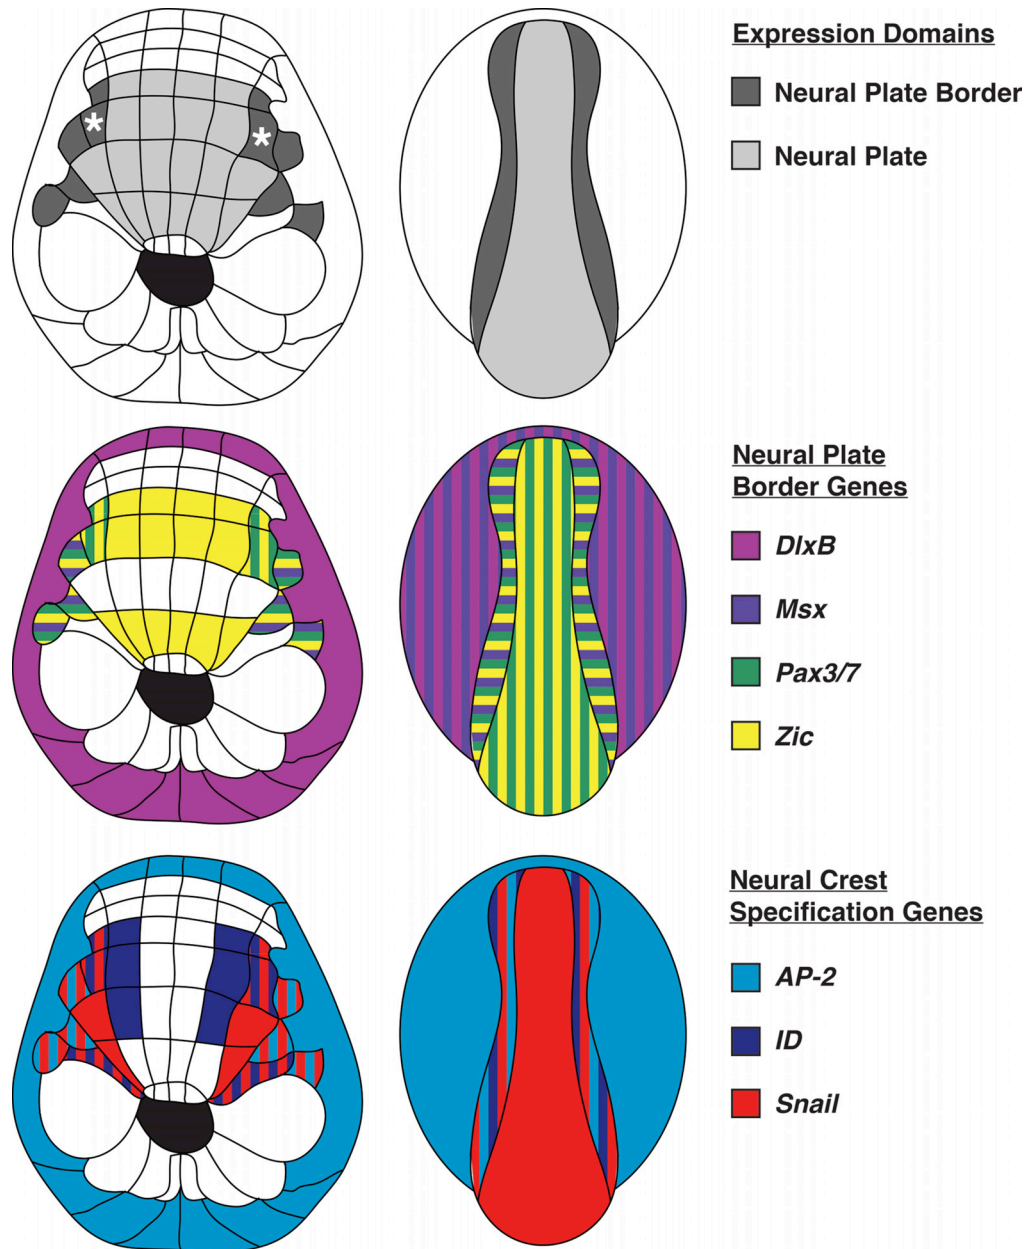 Expression Domains
Neural Plate Border
Neural Plate
*
*
Neural Plate
Border Genes
DlxB
Msx
Pax3/7
Zic
Neural Crest
Specification Genes
AP-2
ID
Snail